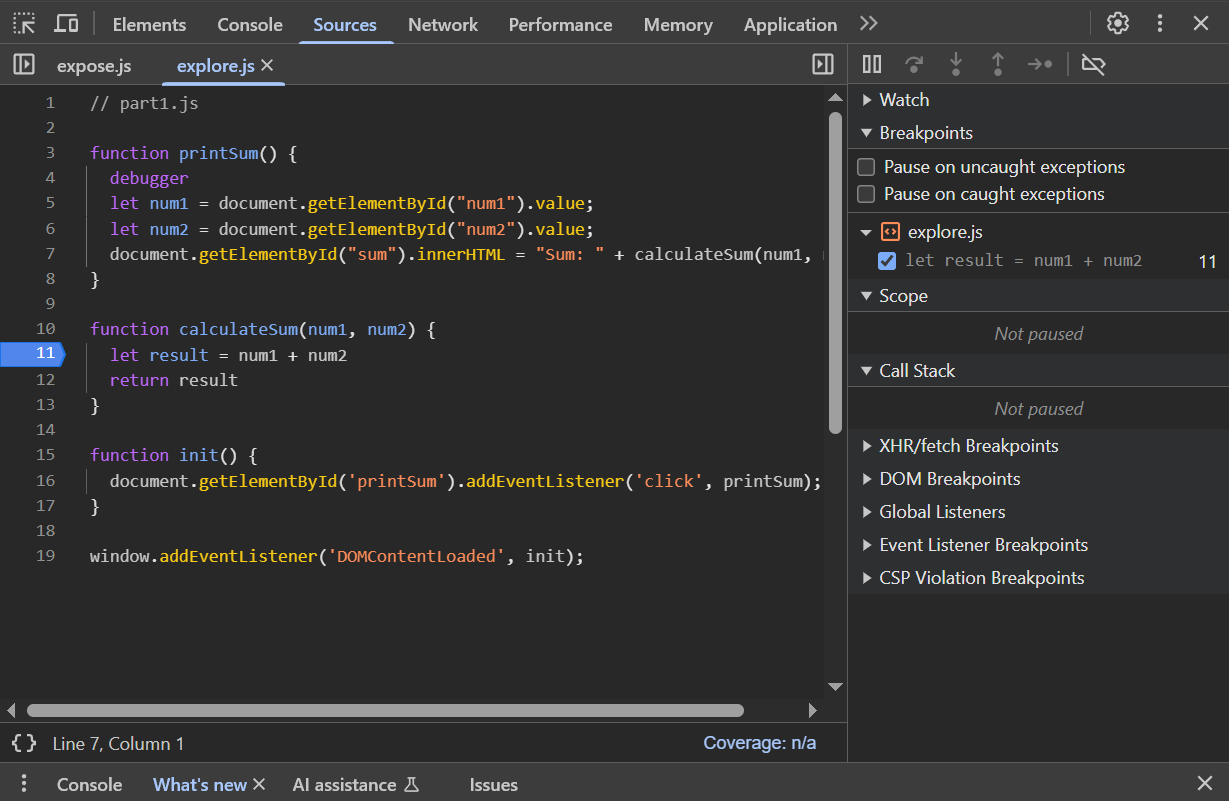 Elements Console Sources Network Performance Memory Application
expose.js explore.js
1 // part1.js
2
3 function printSum() {
4 debugger
5 let num1 = document.getElementById("num1").value;
6 let num2 = document.getElementById("num2").value;
7 document.getElementById("sum").innerHTML = "Sum: " + calculateSum(num1,
8 }
9
10 function calculateSum(num1, num2) {
11 let result = num1 + num2
12 return result
13 }
14
15 function init() {
16 document.getElementById('printSum').addEventListener('click', printSum);
17 }
18
19 window.addEventListener('DOMContentLoaded', init);
{ } Line 7, Column 1 Coverage: n/a
Watch
Breakpoints
Pause on uncaught exceptions
Pause on caught exceptions
explore.js
let result = num1 + num2 11
Scope
Not paused
Call Stack
Not paused
XHR/fetch Breakpoints
DOM Breakpoints
Global Listeners
Event Listener Breakpoints
CSP Violation Breakpoints
Console What's new AI assistance Issues